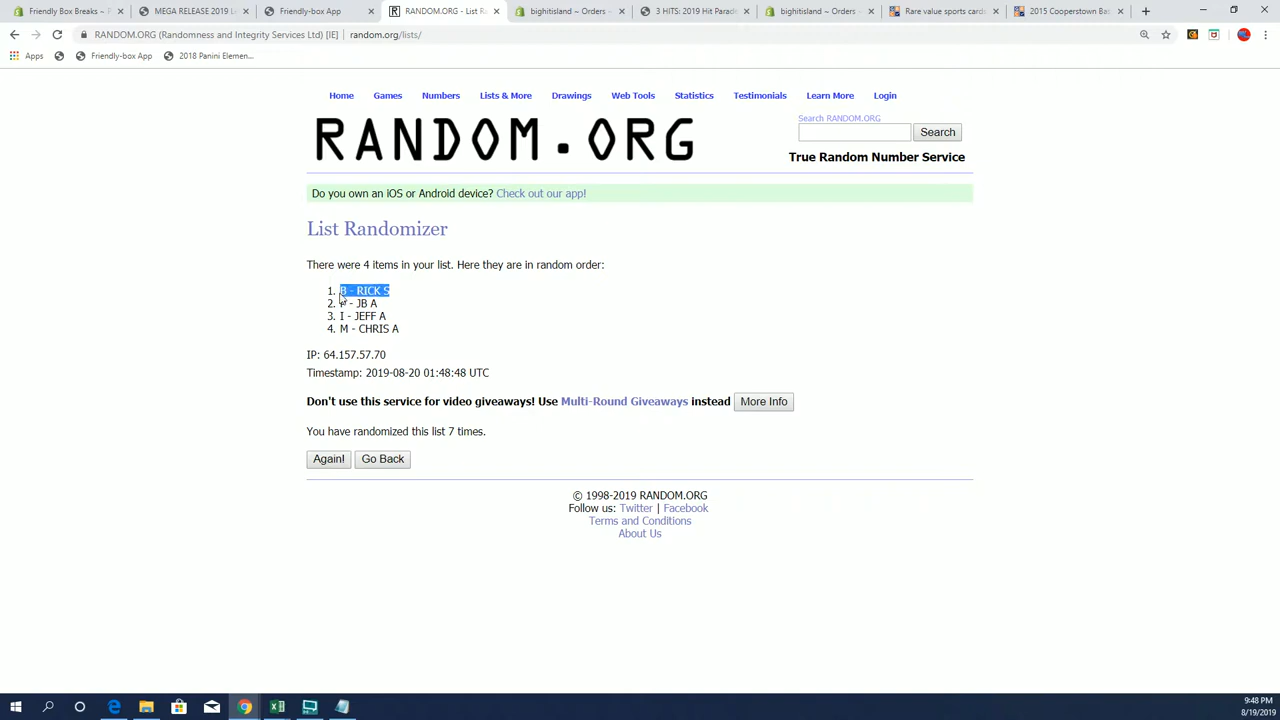 Friendly Box Breaks ~ F
MEGA RELEASE 2019 Le
Friendly-box App
RANDOM.ORG - List Ra
bighitisland ~ Orders ~
3 HITS: 2019 Hit Parade
bighitisland ~ Orders ~
Rare value sports cards
2015 Cooperstown Bas
RANDOM.ORG (Randomness and Integrity Services Ltd) [IE] | random.org/lists/
Apps
Friendly-box App
2018 Panini Elemen...
Home
Games
Numbers
Lists & More
Drawings
Web Tools
Statistics
Testimonials
Learn More
Login
RANDOM.ORG
Search RANDOM.ORG
Search
True Random Number Service
Do you own an iOS or Android device? Check out our app!
List Randomizer
There were 4 items in your list. Here they are in random order:
1. B - RICK S
2. - JB A
3. I - JEFF A
4. M - CHRIS A
IP: 64.157.57.70
Timestamp: 2019-08-20 01:48:48 UTC
Don't use this service for video giveaways! Use Multi-Round Giveaways instead
More Info
You have randomized this list 7 times.
Again!
Go Back
© 1998-2019 RANDOM.ORG
Follow us: Twitter | Facebook
Terms and Conditions
About Us
9:48 PM
8/19/2019